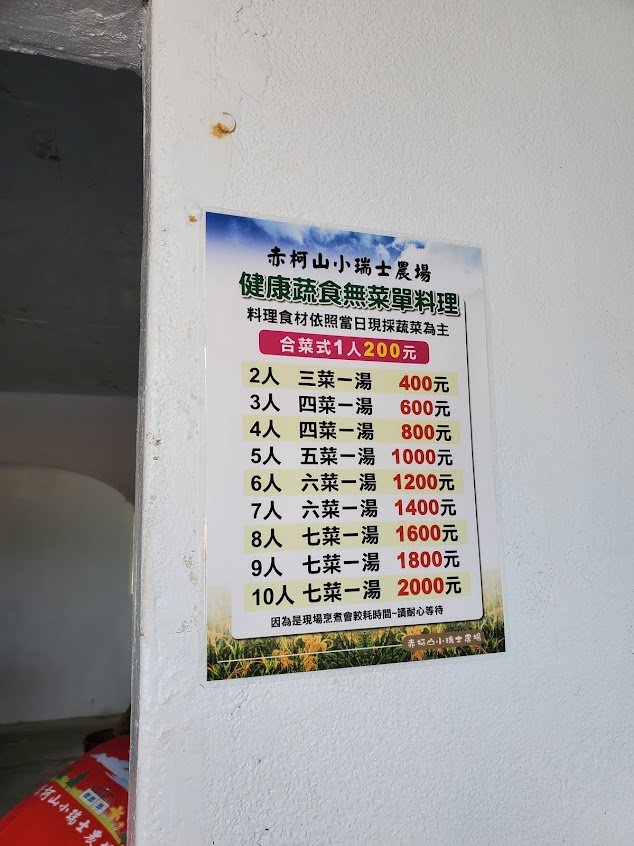 赤柯山小瑞士農場
健康蔬食無菜單料理
料理食材依照當日現採蔬菜為主
合菜式1人200元
2人 三菜一湯 400元
3人 四菜一湯 600元
4人 四菜一湯 800元
5人 五菜一湯 1000元
6人 六菜一湯 1200元
7人 六菜一湯 1400元
8人 七菜一湯 1600元
9人 七菜一湯 1800元
10人 七菜一湯 2000元
因為是現場烹煮會較耗時間~請耐心等待
赤柯山小瑞士農場
赤柯山小瑞士農場